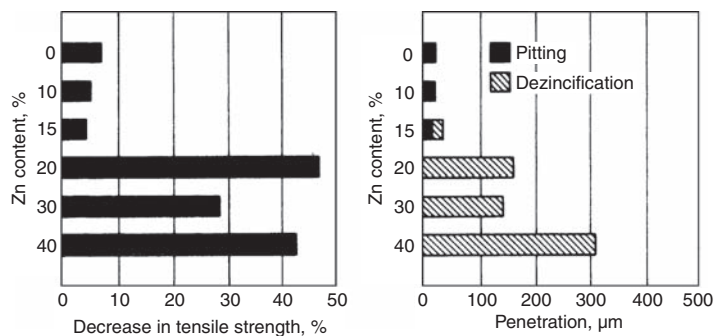 Zn content, %
0
10
15
20
30
40
0 10 20 30 40 50
Decrease in tensile strength, %
Zn content, %
0
10
15
20
30
40
Pitting
Dezincification
0 100 200 300 400 500
Penetration, µm